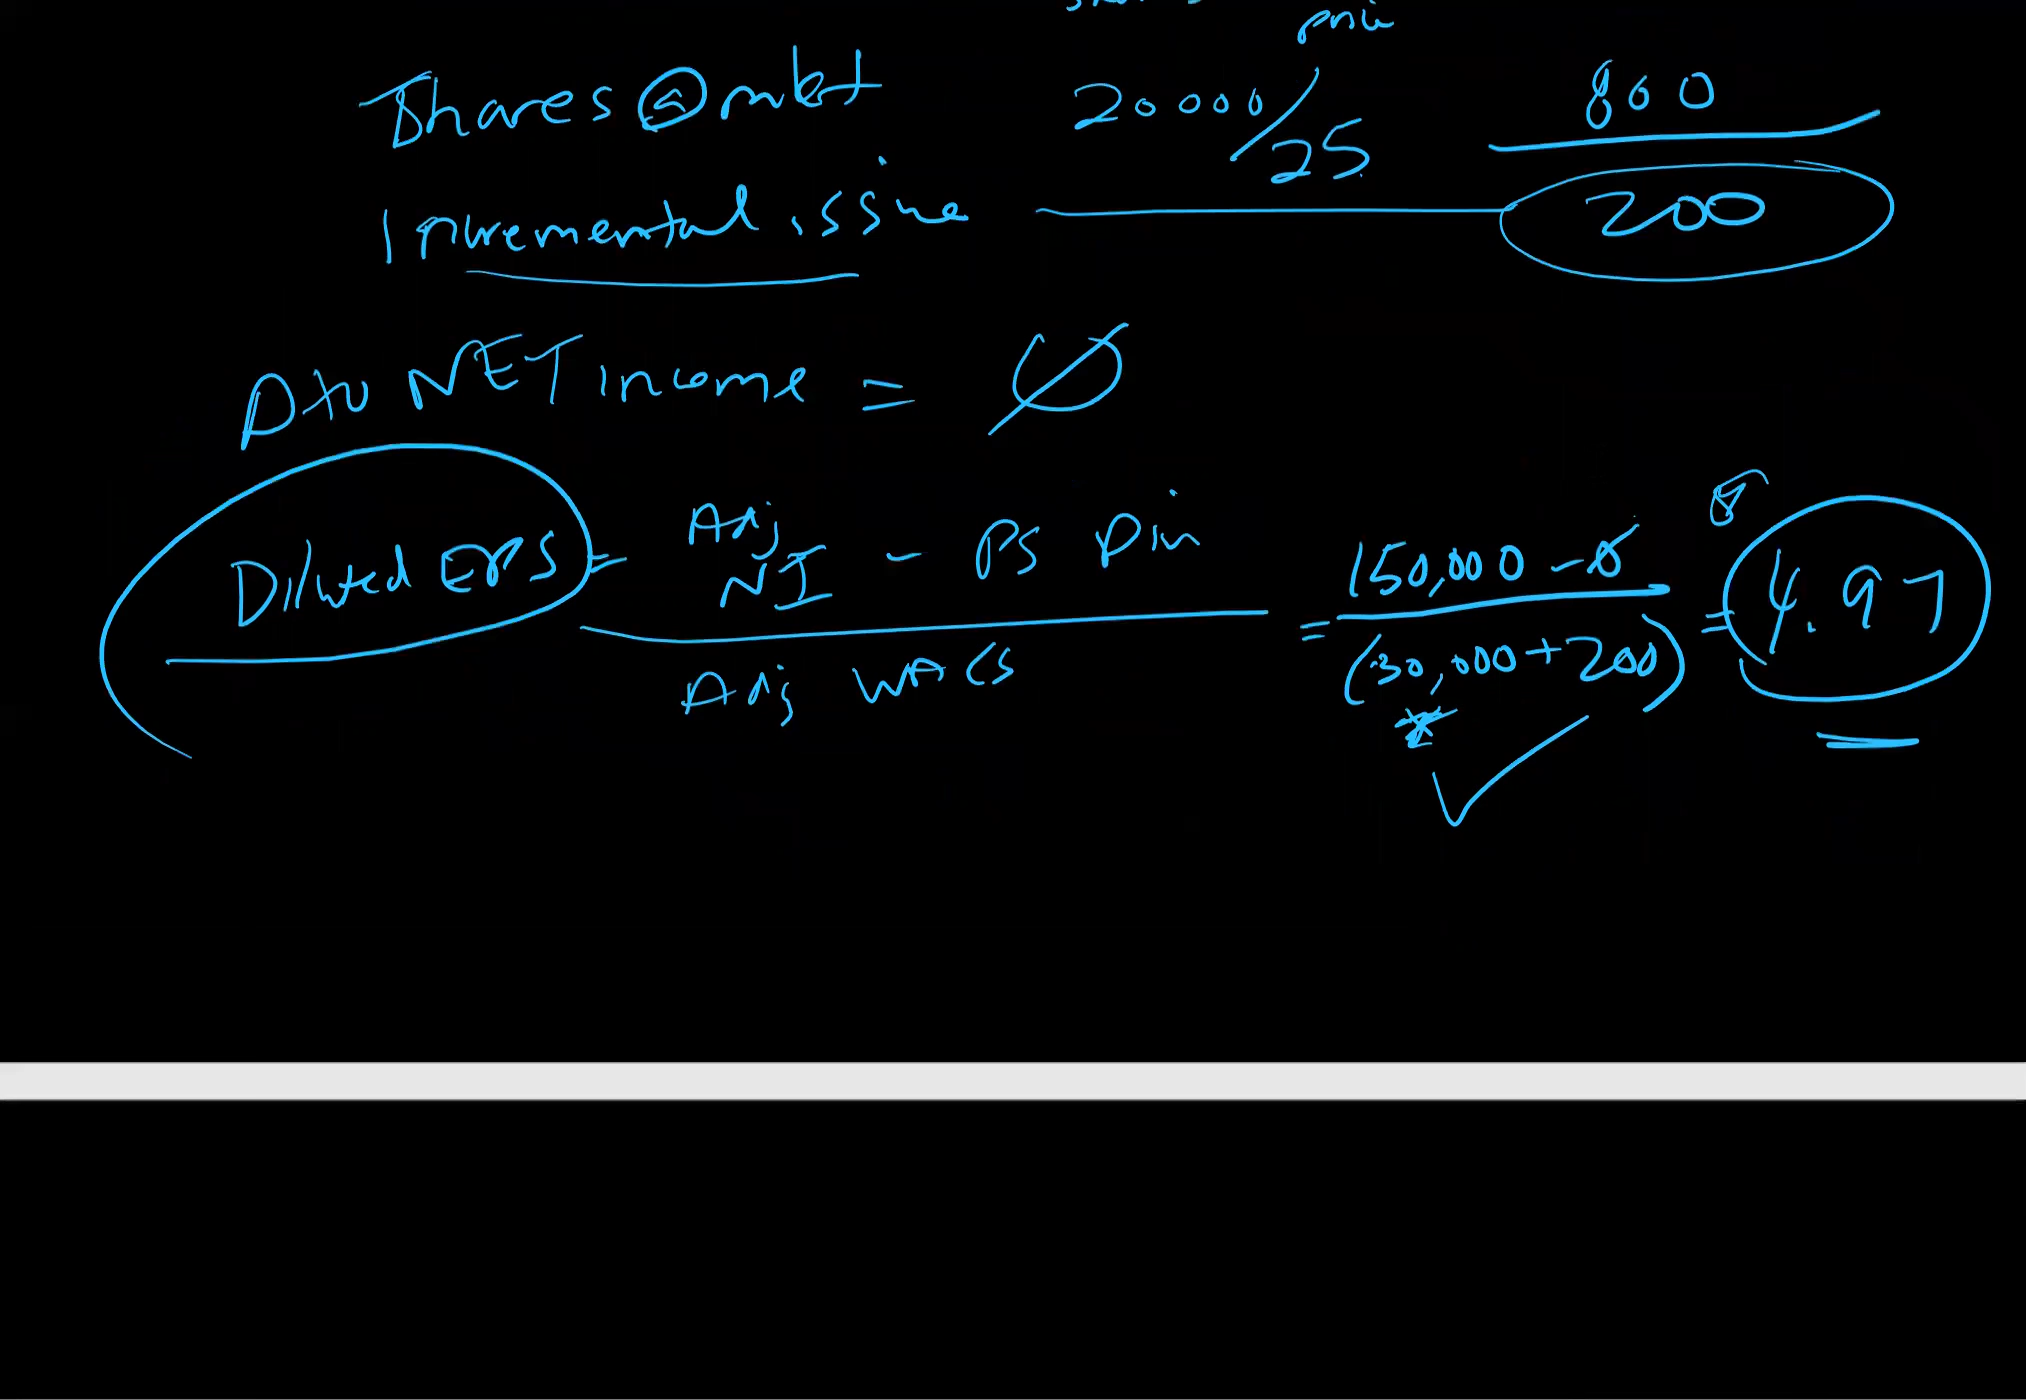 price
Shares @ mkt 20000/25 800
Incremental issue 200
D to NET income = Ø
Diluted EPS = Adj NI - PS Div / Adj WACS = 150,000 - 0 / (30,000 + 200) = $ 4.97
*